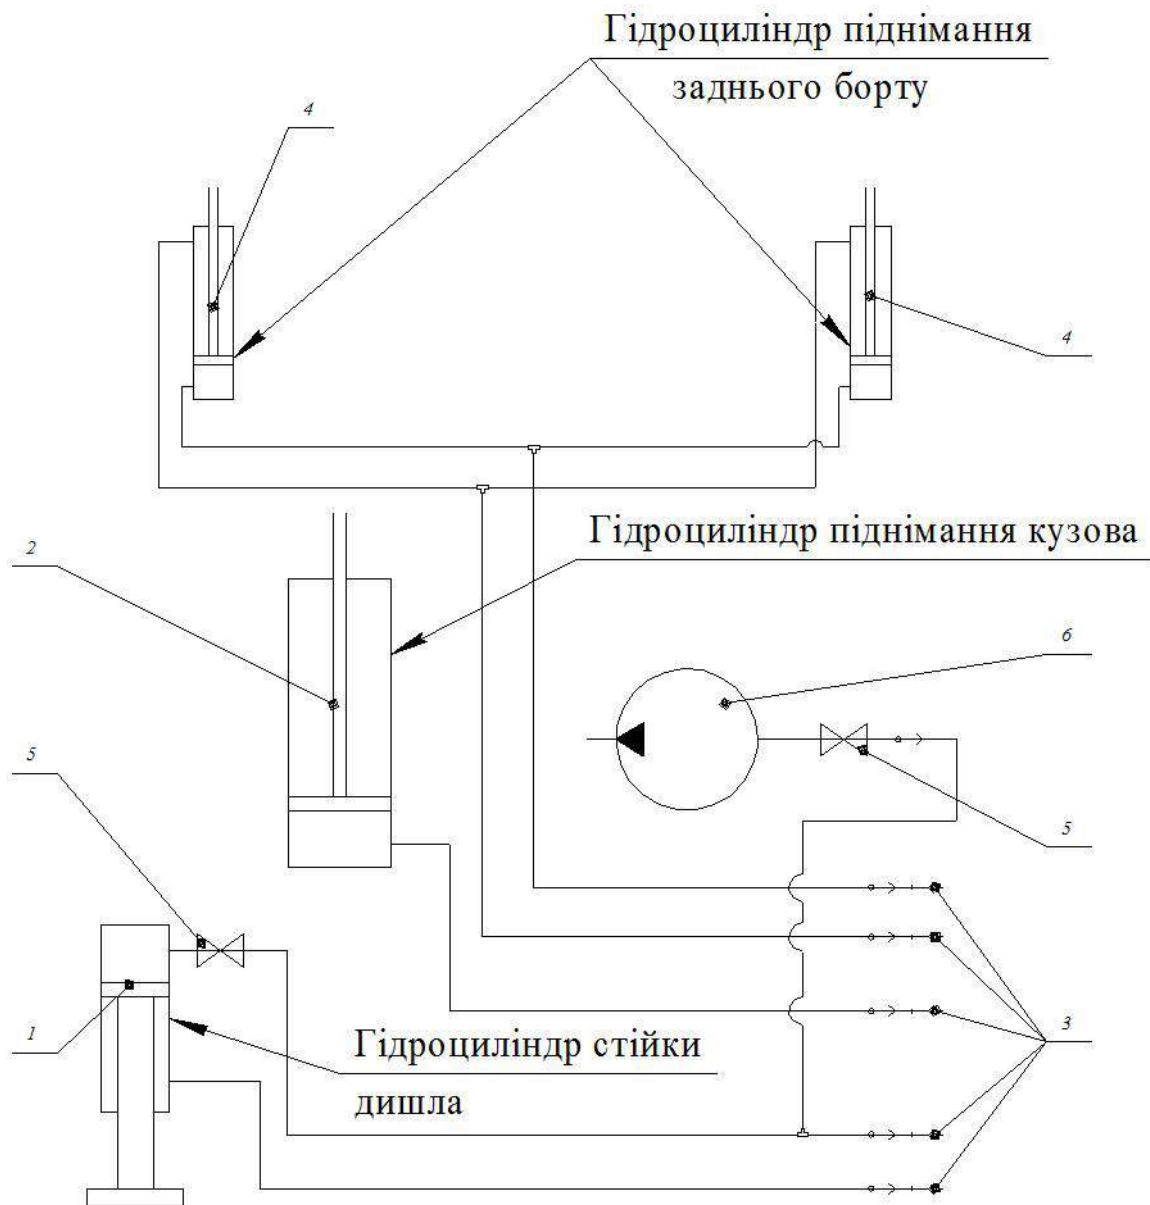 Гідроциліндр піднімання
заднього борту
4
4
Гідроциліндр піднімання кузова
2
6
5
5
1
Гідроциліндр стійки
дишла
3